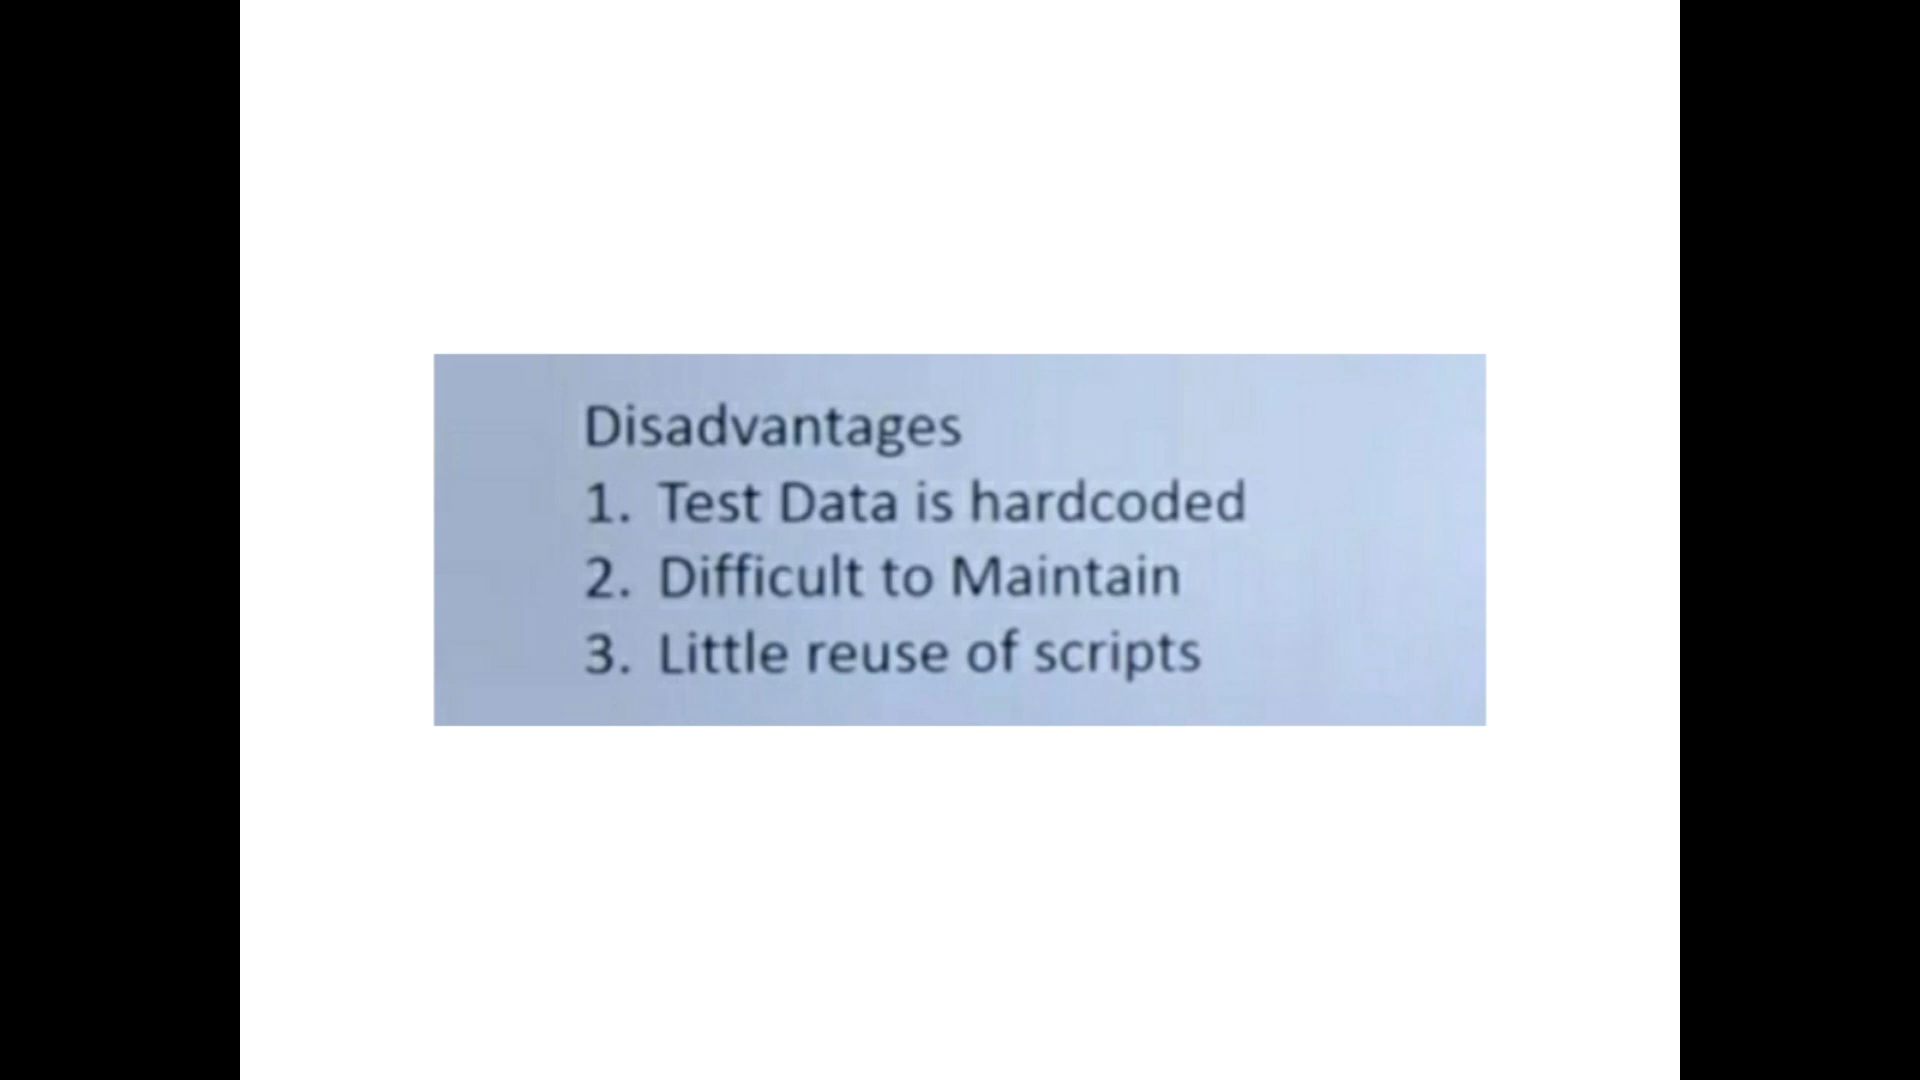 Disadvantages
1. Test Data is hardcoded
2. Difficult to Maintain
3. Little reuse of scripts